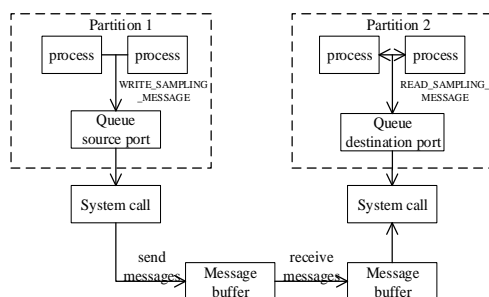 Partition 1
process
process
WRITE_SAMPLING
_MESSAGE
Queue
source port
System call
send
messages
Message
buffer
Partition 2
process
process
READ_SAMPLING_
MESSAGE
Queue
destination port
System call
receive
messages
Message
buffer